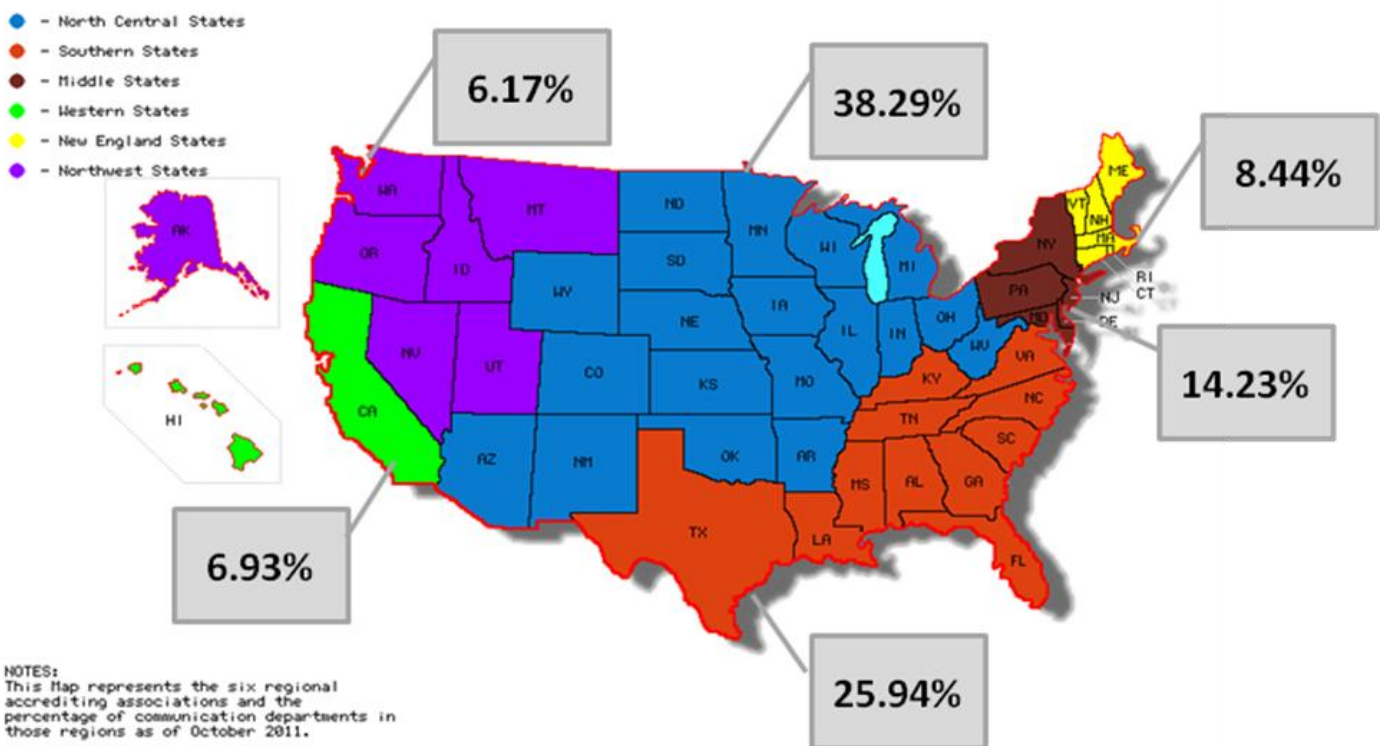 - North Central States
- Southern States
- Middle States
- Western States
- New England States
- Northwest States
6.17%
38.29%
8.44%
14.23%
6.93%
25.94%
AK
HI
WA
OR
ID
MT
NV
UT
CA
ND
SD
NE
WY
CO
KS
AZ
NM
OK
MN
IA
MO
AR
WI
IL
MI
IN
OH
WV
KY
TN
VA
NC
SC
GA
AL
MS
LA
TX
FL
ME
VT
NH
MA
RI
CT
NY
PA
NJ
DE
MD
NOTES:
This Map represents the six regional
accrediting associations and the
percentage of communication departments in
those regions as of October 2011.